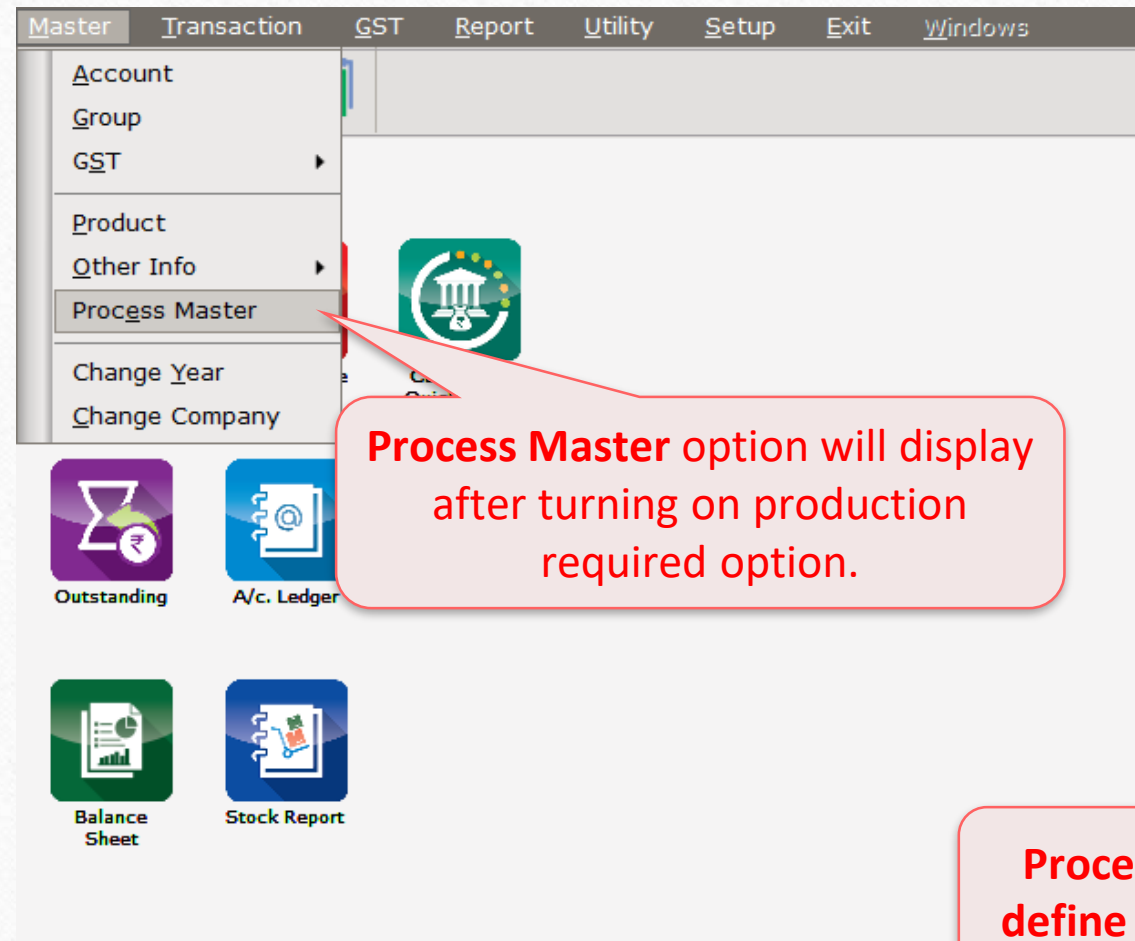 Master Transaction GST Report Utility Setup Exit Windows
Account
Group
GST
Product
Other Info
Process Master
Change Year
Change Company
Process Master option will display
after turning on production
required option.
Outstanding A/c. Ledger
Balance Stock Report
Sheet
define